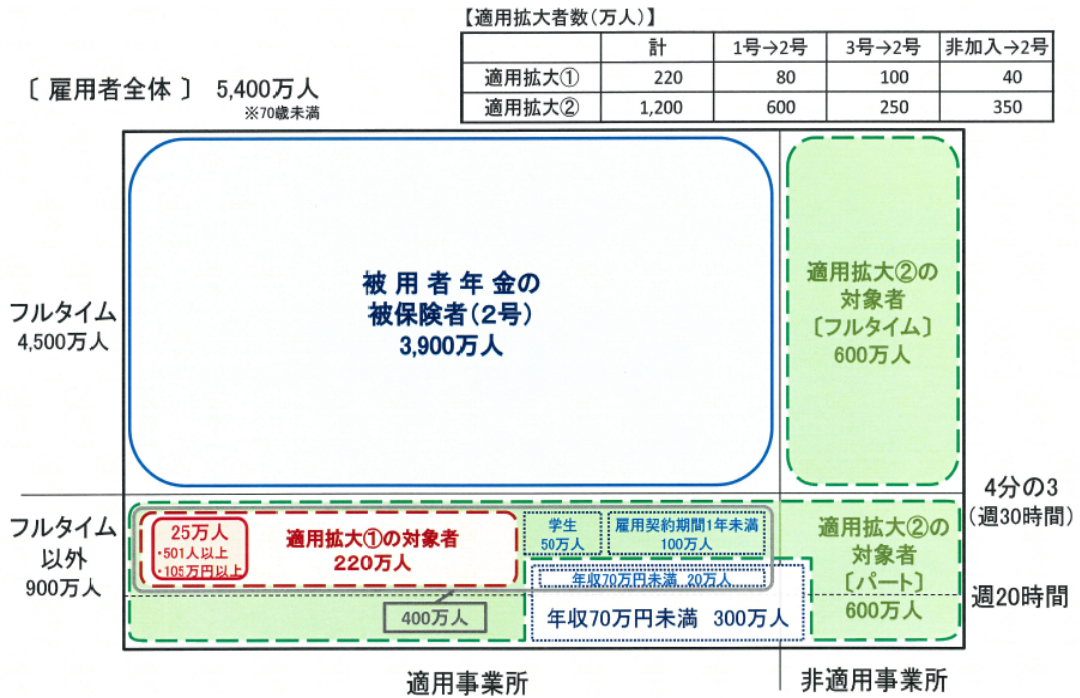 【適用拡大者数(万人)】
計 1号→2号 3号→2号 非加入→2号
適用拡大① 220 80 100 40
適用拡大② 1,200 600 250 350
〔 雇用者全体 〕 5,400万人
※70歳未満
被用者年金の
被保険者(2号)
3,900万人
適用拡大②の
対象者
〔フルタイム〕
600万人
フルタイム
4,500万人
4分の3
(週30時間)
フルタイム
以外
900万人
25万人
・501人以上
・106万円以上
適用拡大①の対象者
220万人
学生
50万人
雇用契約期間1年未満
100万人
適用拡大②の
対象者
〔パート〕
600万人
年収70万円未満 20万人
週20時間
400万人
年収70万円未満 300万人
適用事業所
非適用事業所